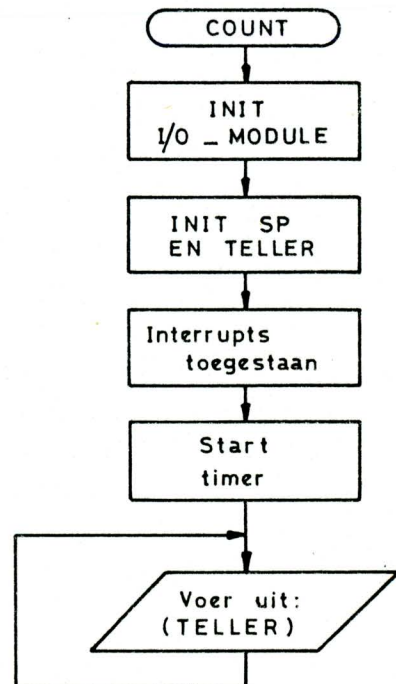 COUNT
INIT
I/O _ MODULE
INIT SP
EN TELLER
Interrupts
toegestaan
Start
timer
Voer uit:
(TELLER)